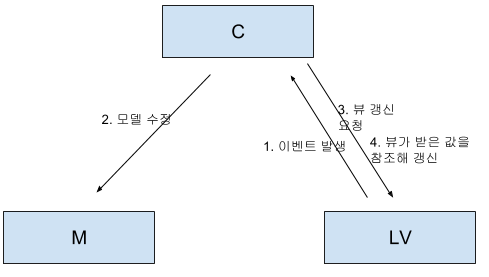 C
3. 뷰 갱신
요청
2. 모델 수정
4. 뷰가 받은 값을
참조해 갱신
1. 이벤트 발생
M
LV